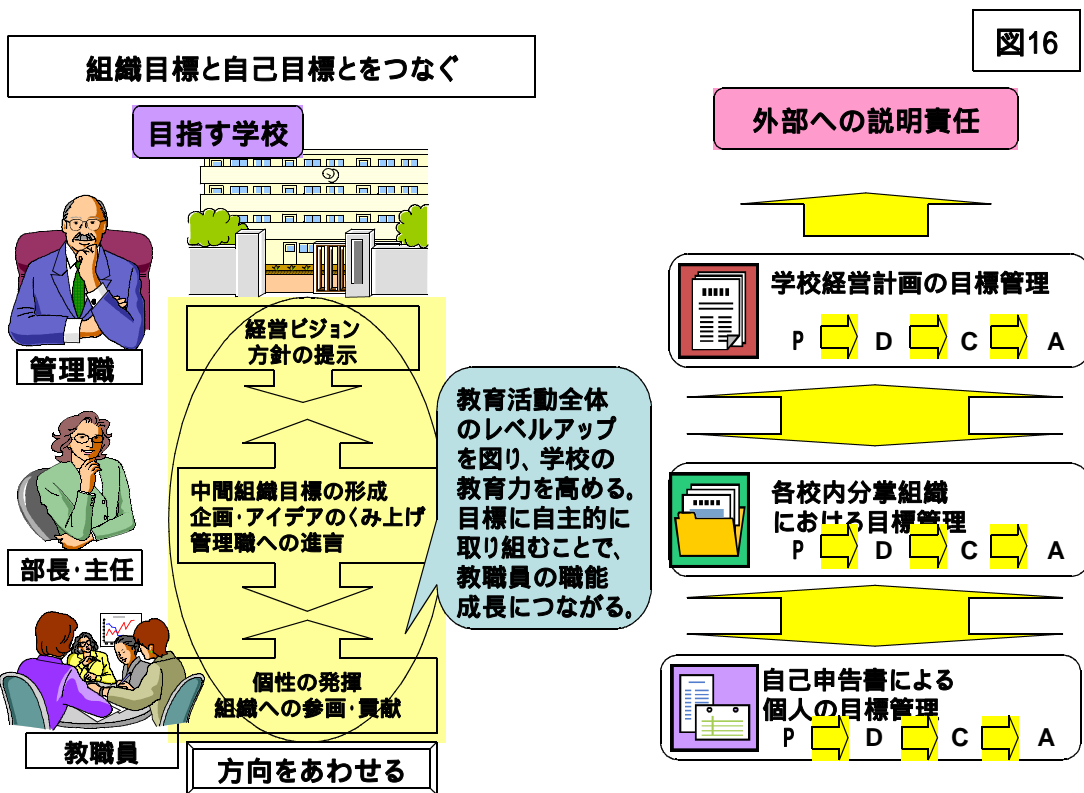 図16
組織目標と自己目標とをつなぐ
目指す学校
管理職
経営ビジョン
方針の提示
部長・主任
中間組織目標の形成
企画・アイデアのくみ上げ
管理職への進言
教職員
個性の発揮
組織への参画・貢献
方向をあわせる
教育活動全体
のレベルアップ
を図り、学校の
教育力を高める。
目標に自主的に
取り組むことで、
教職員の職能
成長につながる。
外部への説明責任
学校経営計画の目標管理
P D C A
各校内分掌組織
における目標管理
P D C A
自己申告書による
個人の目標管理
P D C A